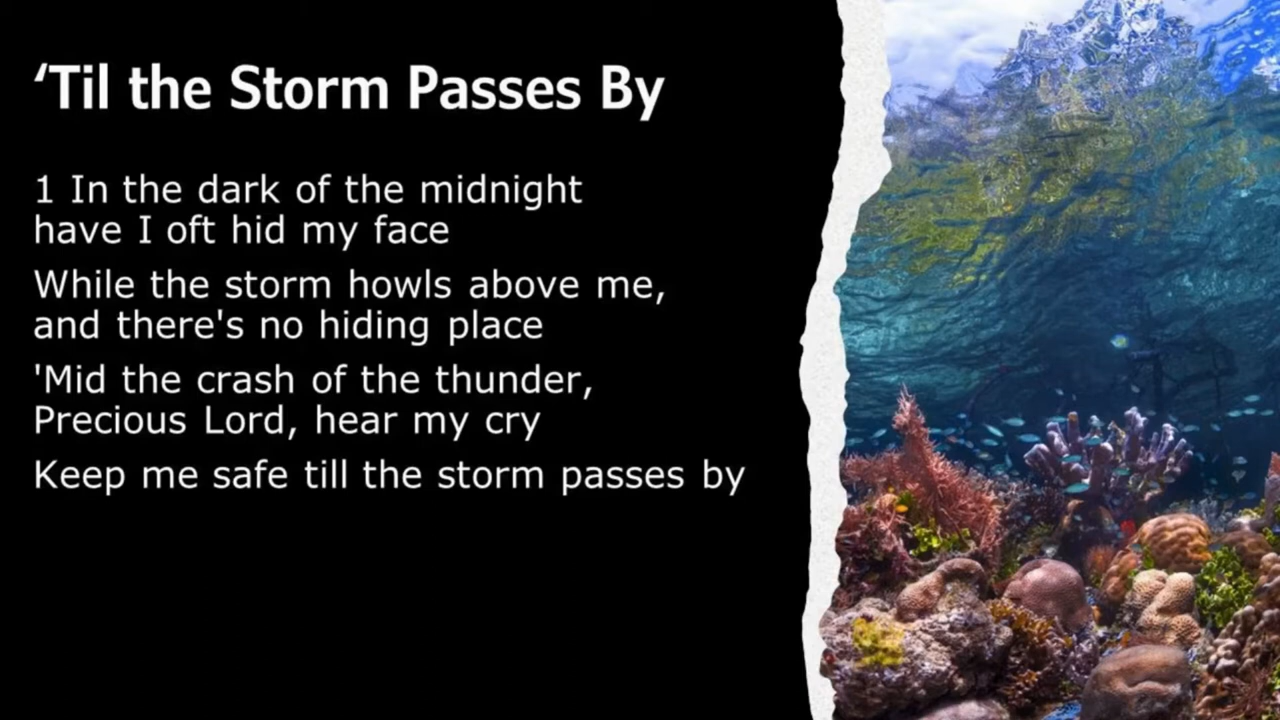 ‘Til the Storm Passes By
1 In the dark of the midnight
have I oft hid my face
While the storm howls above me,
and there's no hiding place
'Mid the crash of the thunder,
Precious Lord, hear my cry
Keep me safe till the storm passes by